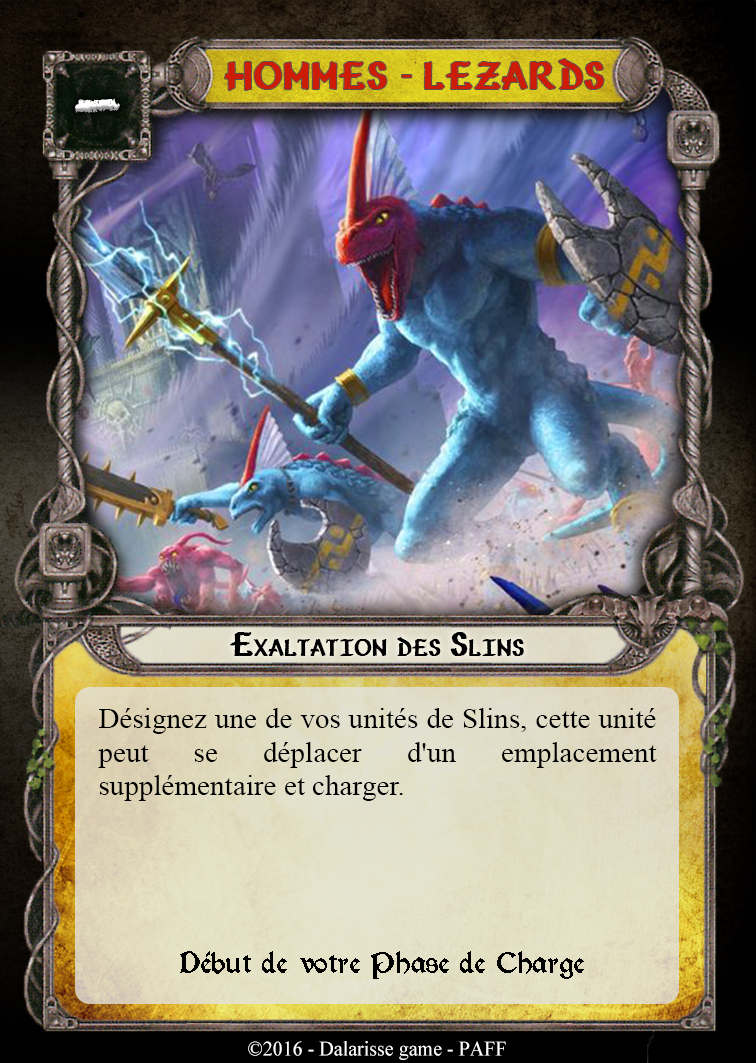 HOMMES - LEZARDS
-
EXALTATION DES SLINS
Désignez une de vos unités de Slins, cette unité
peut se déplacer d'un emplacement
supplémentaire et charger.
Début de votre Phase de Charge
©2016 - Dalarisse game - PAFF